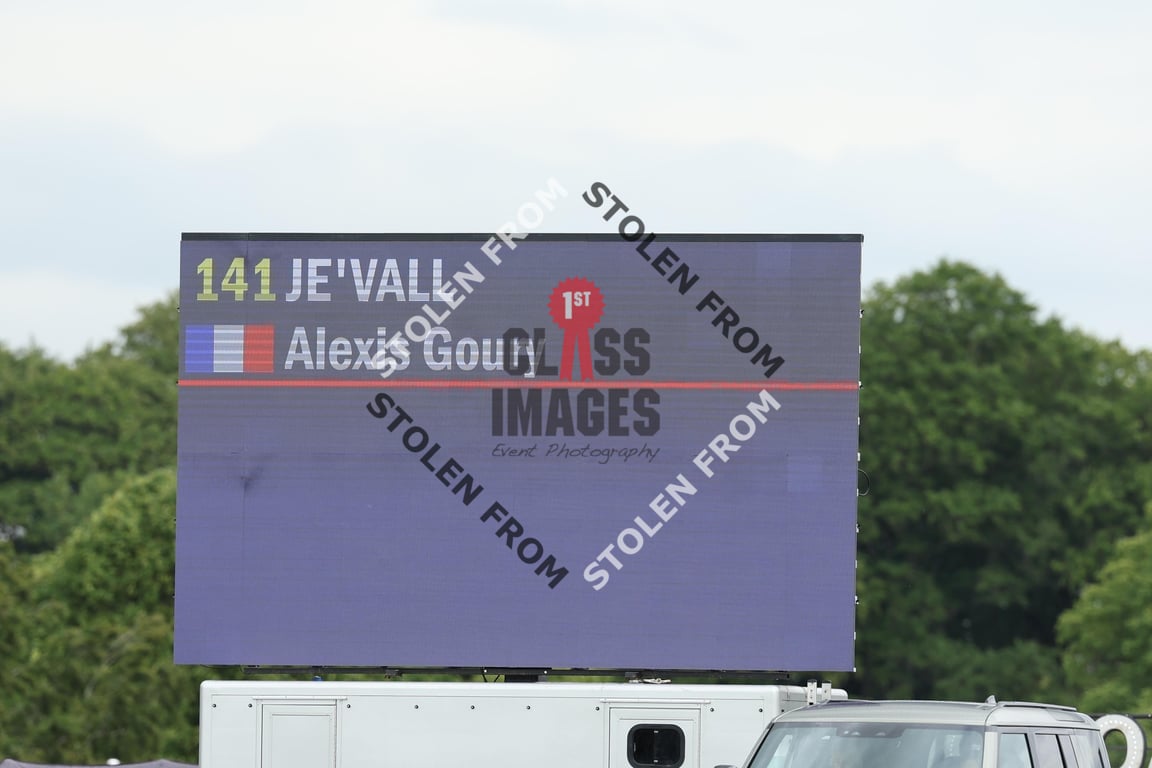 141 JE'VALL
Alexis Goury
STOLEN FROM
STOLEN FROM
1ST
CLASS
IMAGES
Event Photography
STOLEN FROM
STOLEN FROM